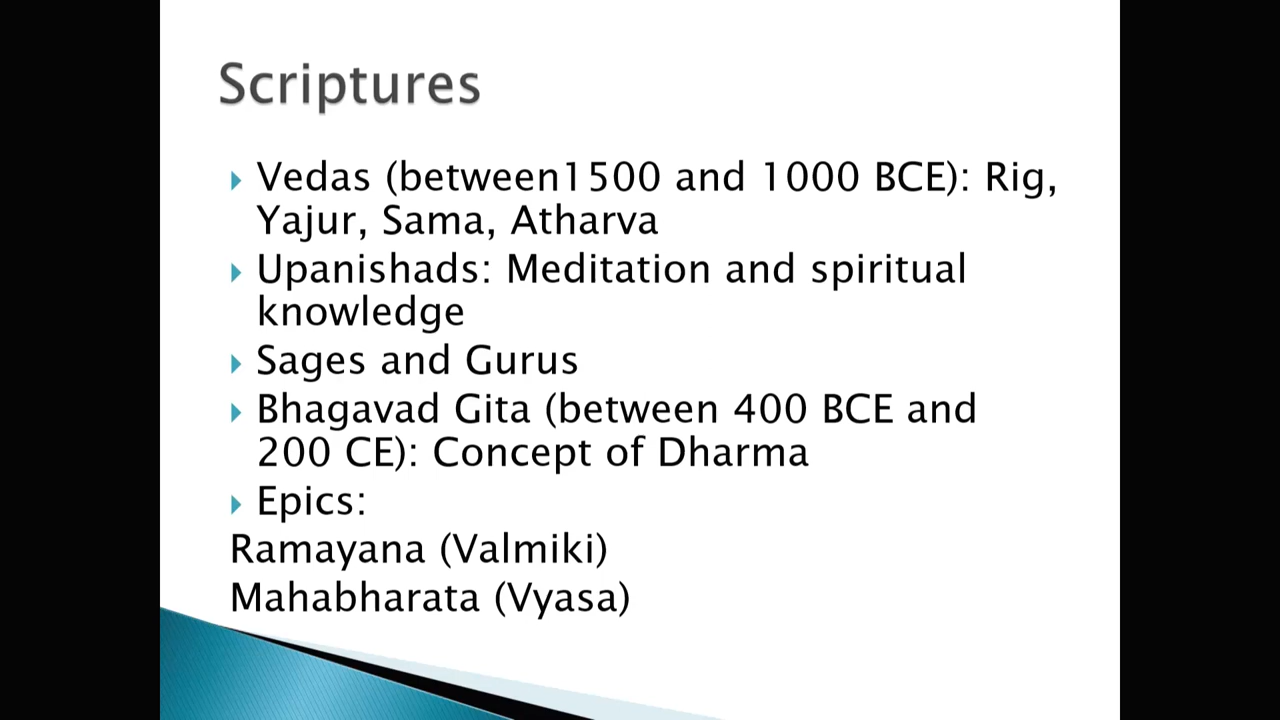 Scriptures
Vedas (between1500 and 1000 BCE): Rig,
Yajur, Sama, Atharva
Upanishads: Meditation and spiritual
knowledge
Sages and Gurus
Bhagavad Gita (between 400 BCE and
200 CE): Concept of Dharma
Epics:
Ramayana (Valmiki)
Mahabharata (Vyasa)